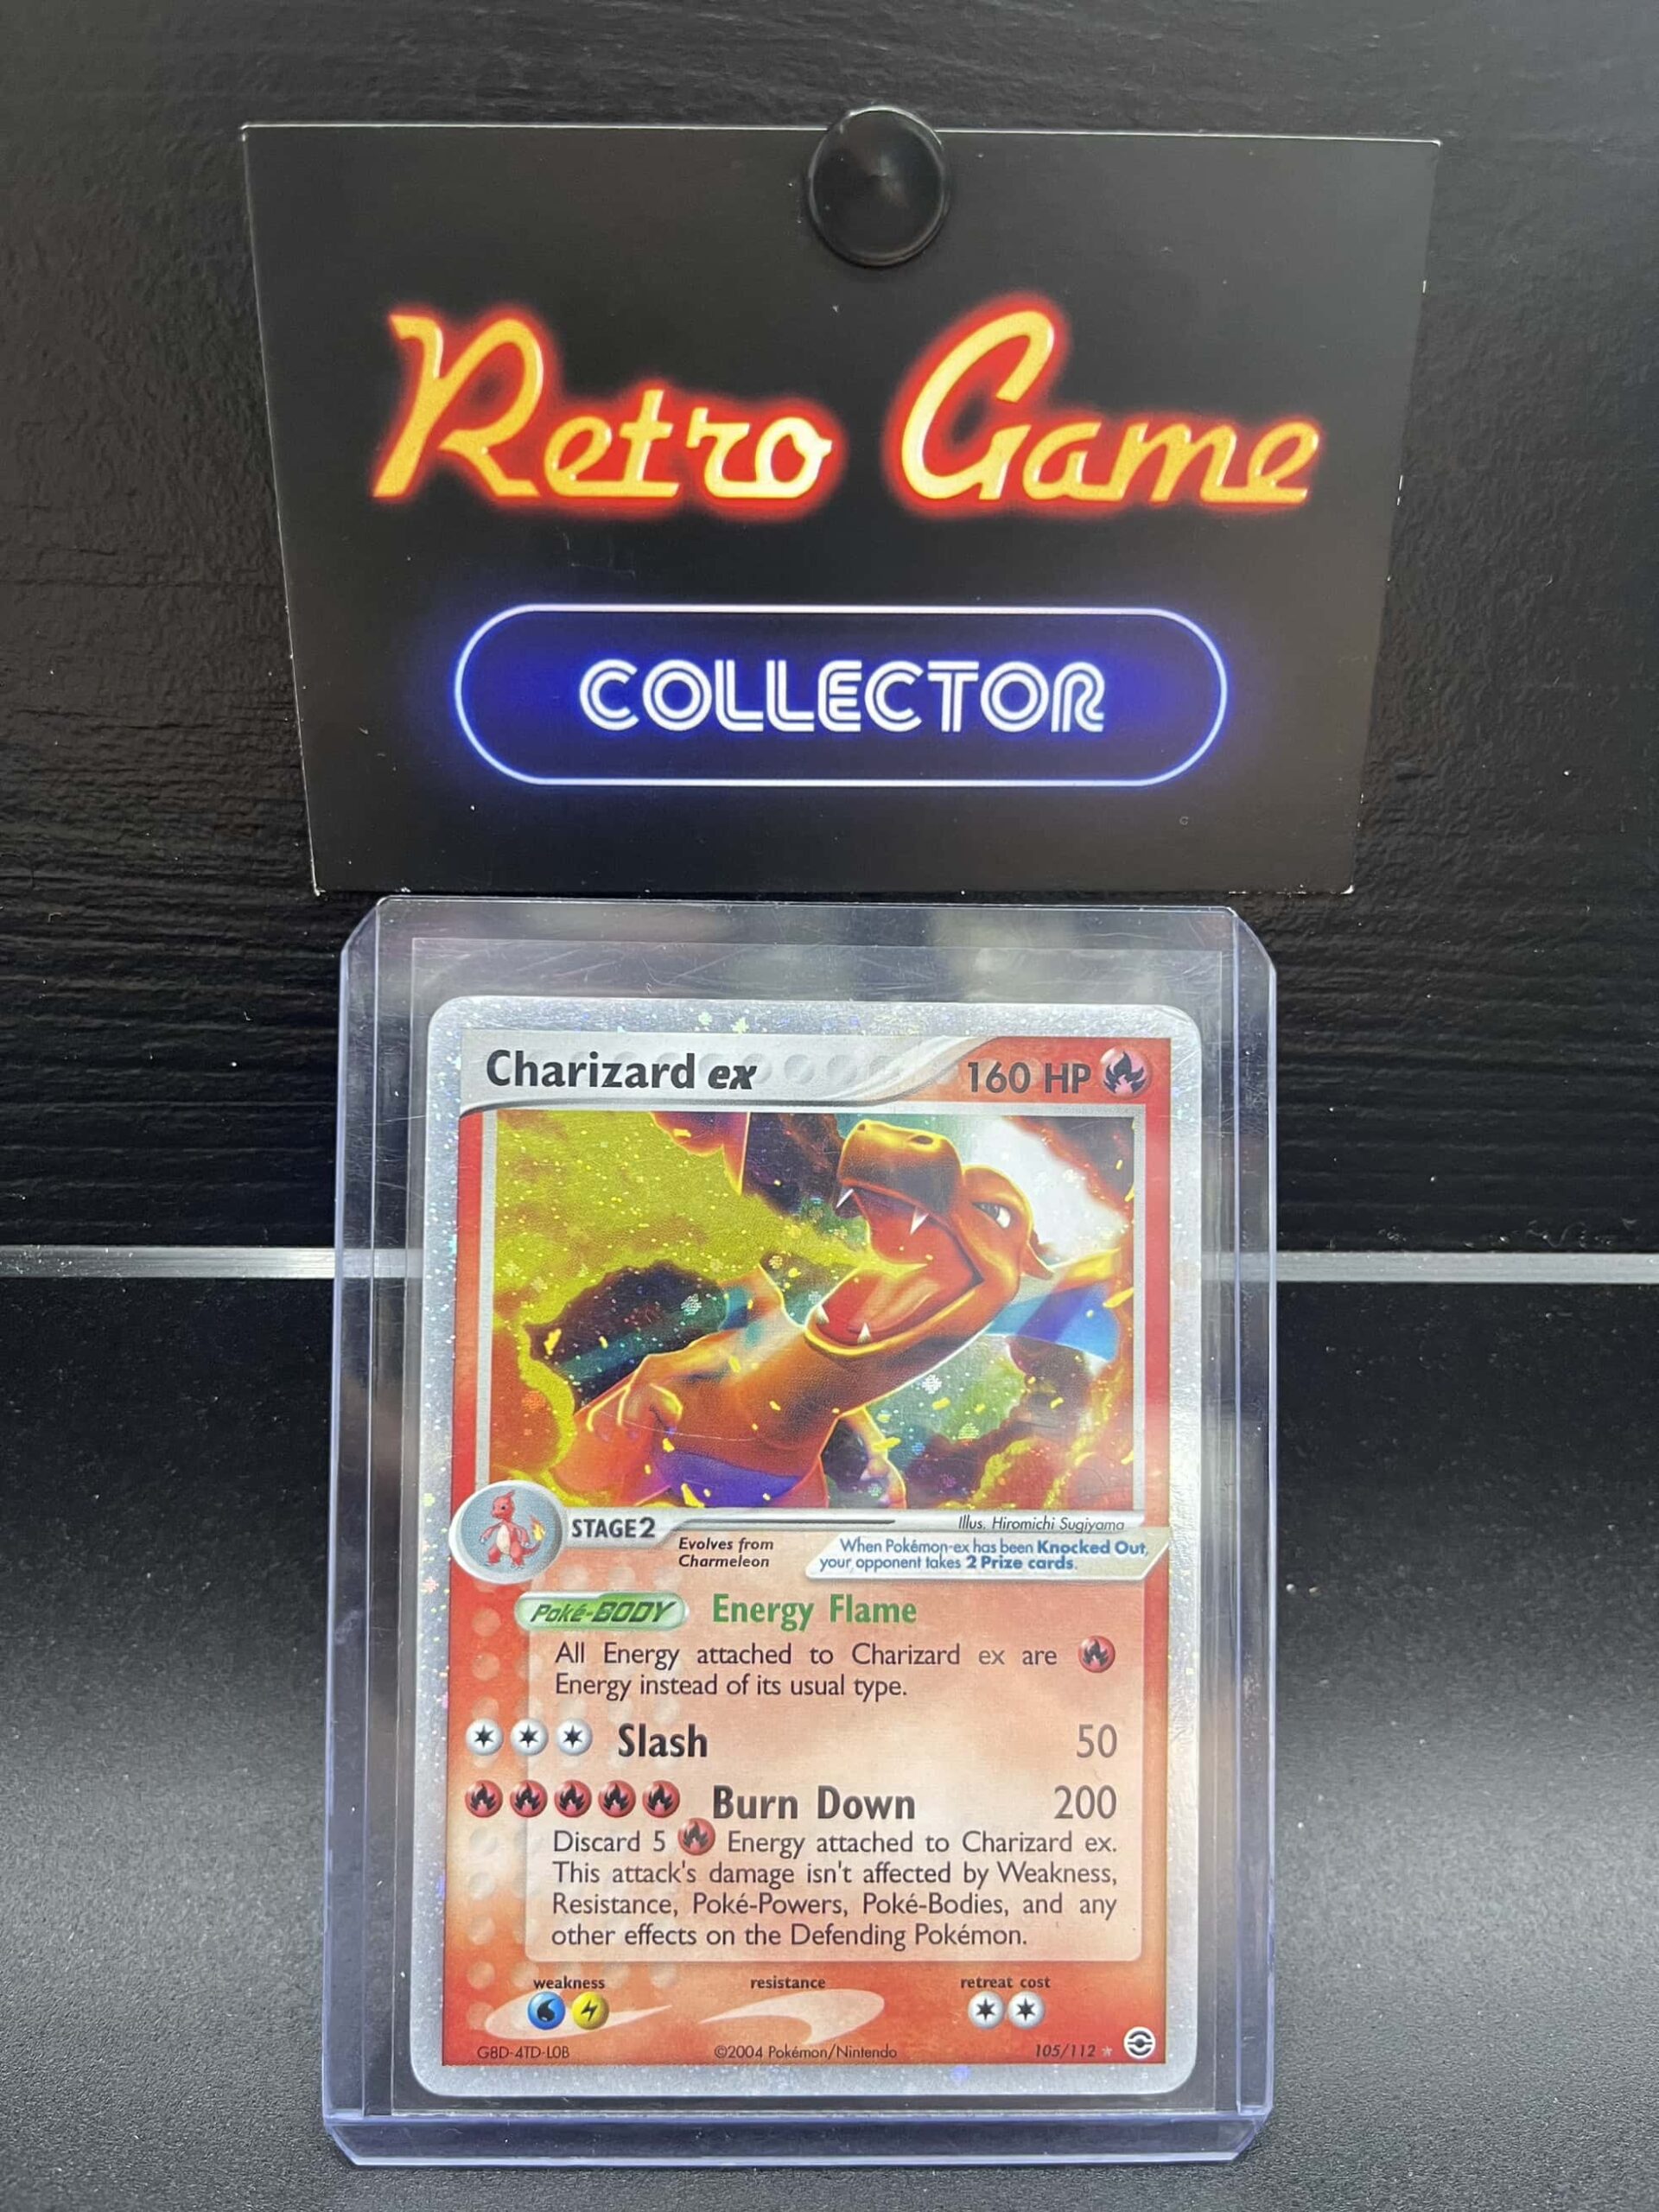 Retro Game
COLLECTOR
Charizard ex 160 HP
STAGE2
Illus. Hiromichi Sugiyama
Evolves from
Charmeleon
When Pokémon-ex has been Knocked Out,
your opponent takes 2 Prize cards.
Poké-BODY Energy Flame
All Energy attached to Charizard ex are
Energy instead of its usual type.
Slash 50
Burn Down 200
Discard 5 Energy attached to Charizard ex.
This attack's damage isn't affected by Weakness,
Resistance, Poké-Powers, Poké-Bodies, and any
other effects on the Defending Pokémon.
weakness resistance retreat cost
G8D-4TD-L0B ©2004 Pokémon/Nintendo 105/112